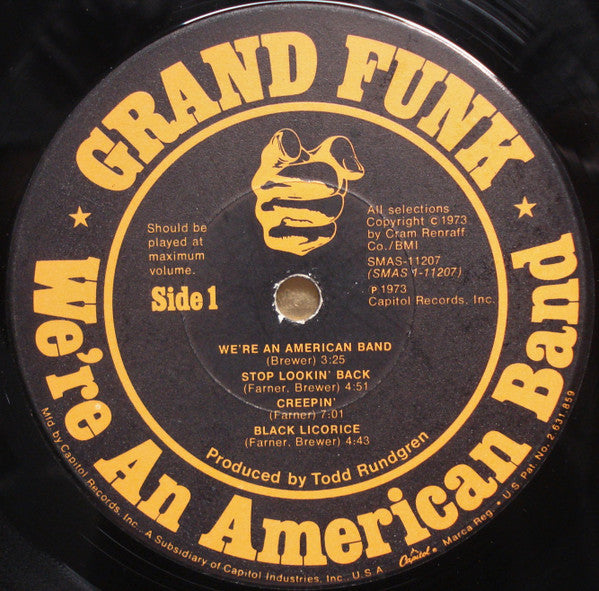 GRAND FUNK
Should be
played at
maximum
volume.
Side 1
All selections
Copyright © 1973
by Cram Renraff
Co./BMI
SMAS-11207
(SMAS 1-11207)
℗ 1973
Capitol Records, Inc.
WE'RE AN AMERICAN BAND
(Brewer) 3:25
STOP LOOKIN' BACK
(Farner, Brewer) 4:51
CREEPIN'
(Farner) 7:01
BLACK LICORICE
(Farner, Brewer) 4:43
Produced by Todd Rundgren
We're An American Band
Mfd. by Capitol Records, Inc., A Subsidiary of Capitol Industries, Inc., U.S.A. Capitol ® Marca Reg. • U.S. Pat. No. 2,631,859